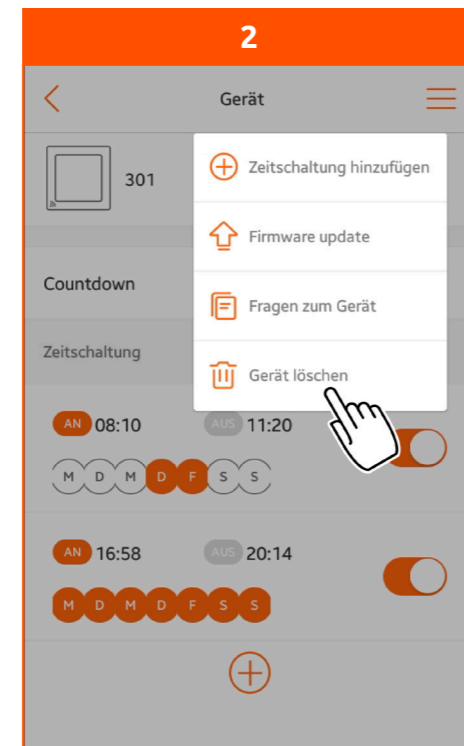 2
Gerät
301
Zeitschaltung hinzufügen
Firmware update
Fragen zum Gerät
Gerät löschen
Countdown
Zeitschaltung
AN 08:10 AUS 11:20
M D M D F S S
AN 16:58 AUS 20:14
M D M D F S S